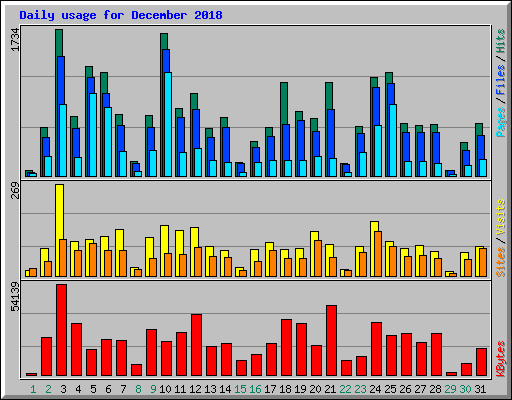 Daily usage for December 2018
1734
Pages / Files / Hits
269
Sites / Visits
54139
KBytes
1 2 3 4 5 6 7 8 9 10 11 12 13 14 15 16 17 18 19 20 21 22 23 24 25 26 27 28 29 30 31